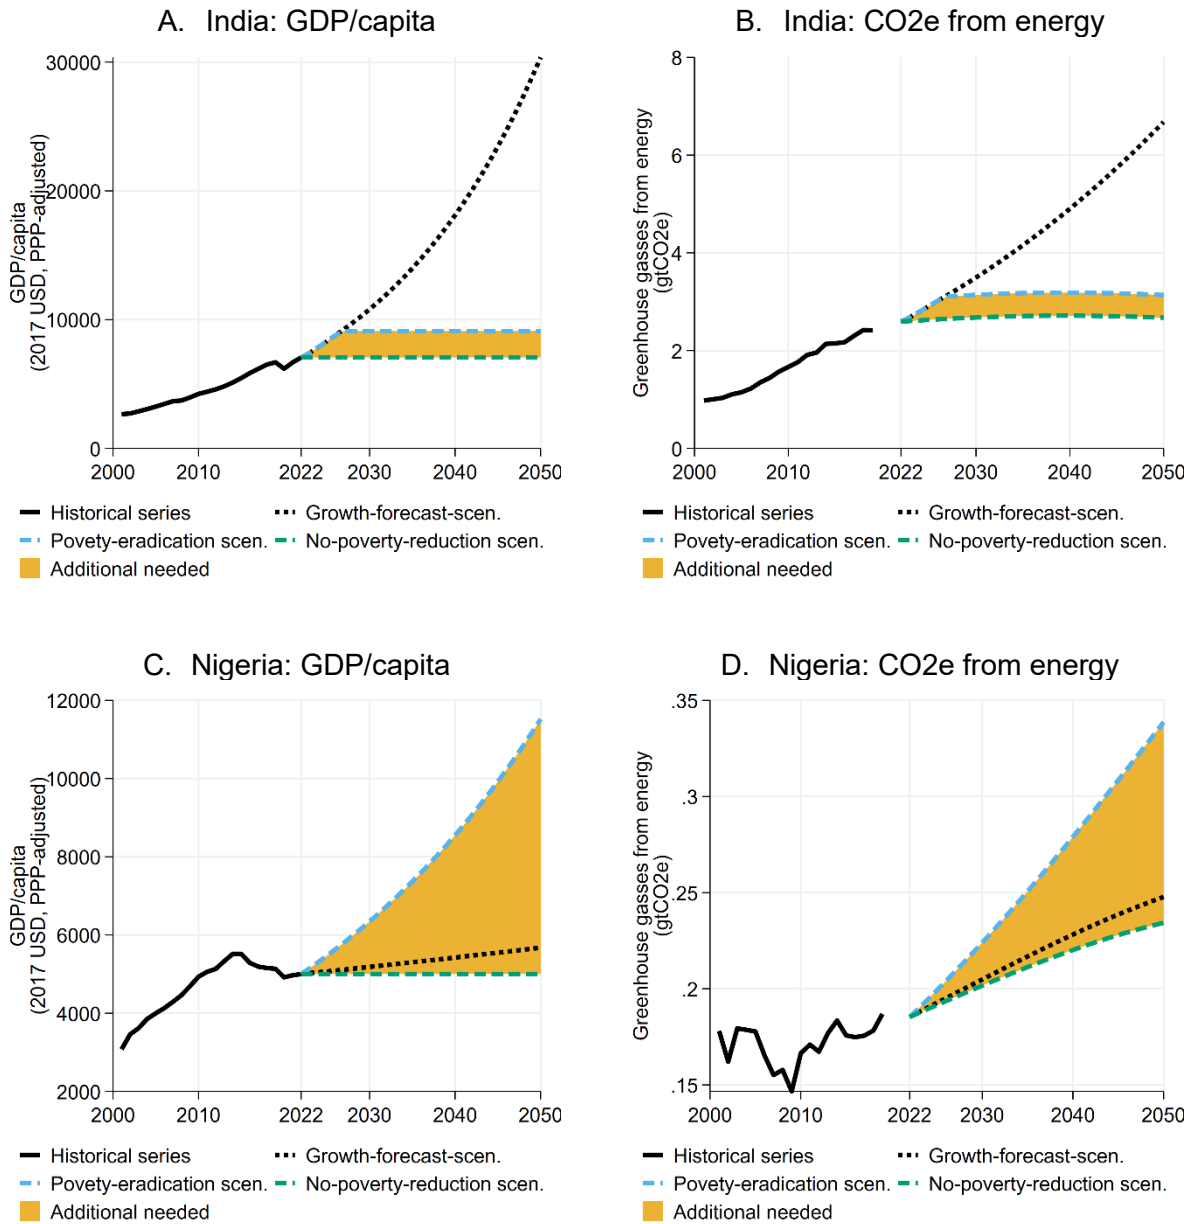 A. India: GDP/capita
GDP/capita
(2017 USD, PPP-adjusted)
30000
20000
10000
0
2000 2010 2022 2030 2040 2050
Historical series Growth-forecast-scen.
Povety-eradication scen. No-poverty-reduction scen.
Additional needed
B. India: CO2e from energy
Greenhouse gasses from energy
(gtCO2e)
8
6
4
2
0
2000 2010 2022 2030 2040 2050
Historical series Growth-forecast-scen.
Povety-eradication scen. No-poverty-reduction scen.
Additional needed
C. Nigeria: GDP/capita
GDP/capita
(2017 USD, PPP-adjusted)
12000
10000
8000
6000
4000
2000
2000 2010 2022 2030 2040 2050
Historical series Growth-forecast-scen.
Povety-eradication scen. No-poverty-reduction scen.
Additional needed
D. Nigeria: CO2e from energy
Greenhouse gasses from energy
(gtCO2e)
.35
.3
.25
.2
.15
2000 2010 2022 2030 2040 2050
Historical series Growth-forecast-scen.
Povety-eradication scen. No-poverty-reduction scen.
Additional needed